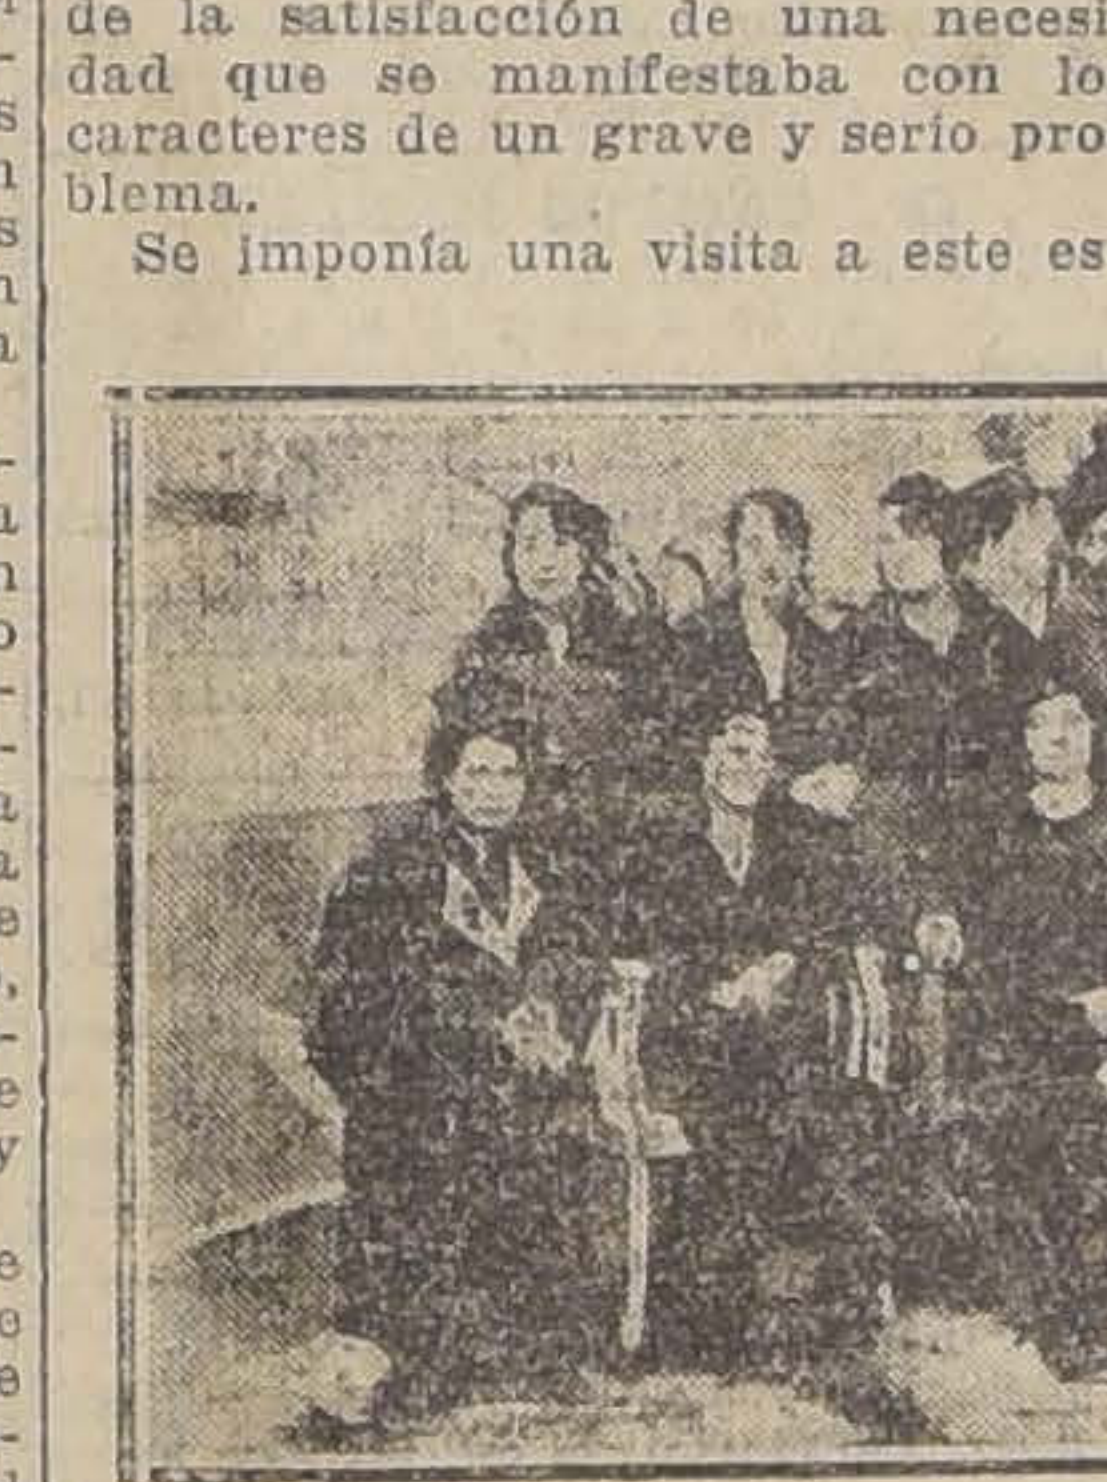 de la satisfacción de una necesi
dad que se manifestaba con lo
caracteres de un grave y serio pro
blema.
Se imponía una visita a este es